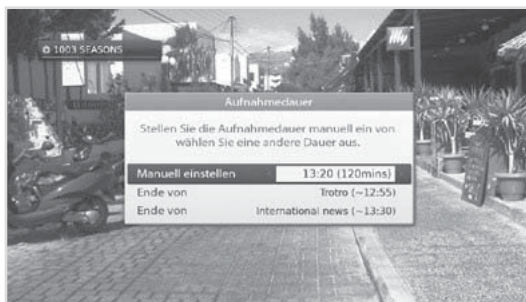 1003 SEASONS
illy
Aufnahmedauer
Stellen Sie die Aufnahmedauer manuell ein von
wählen Sie eine andere Dauer aus.
Manuell einstellen 13:20 (120mins)
Ende von Trotro (~12:55)
Ende von International news (~13:30)